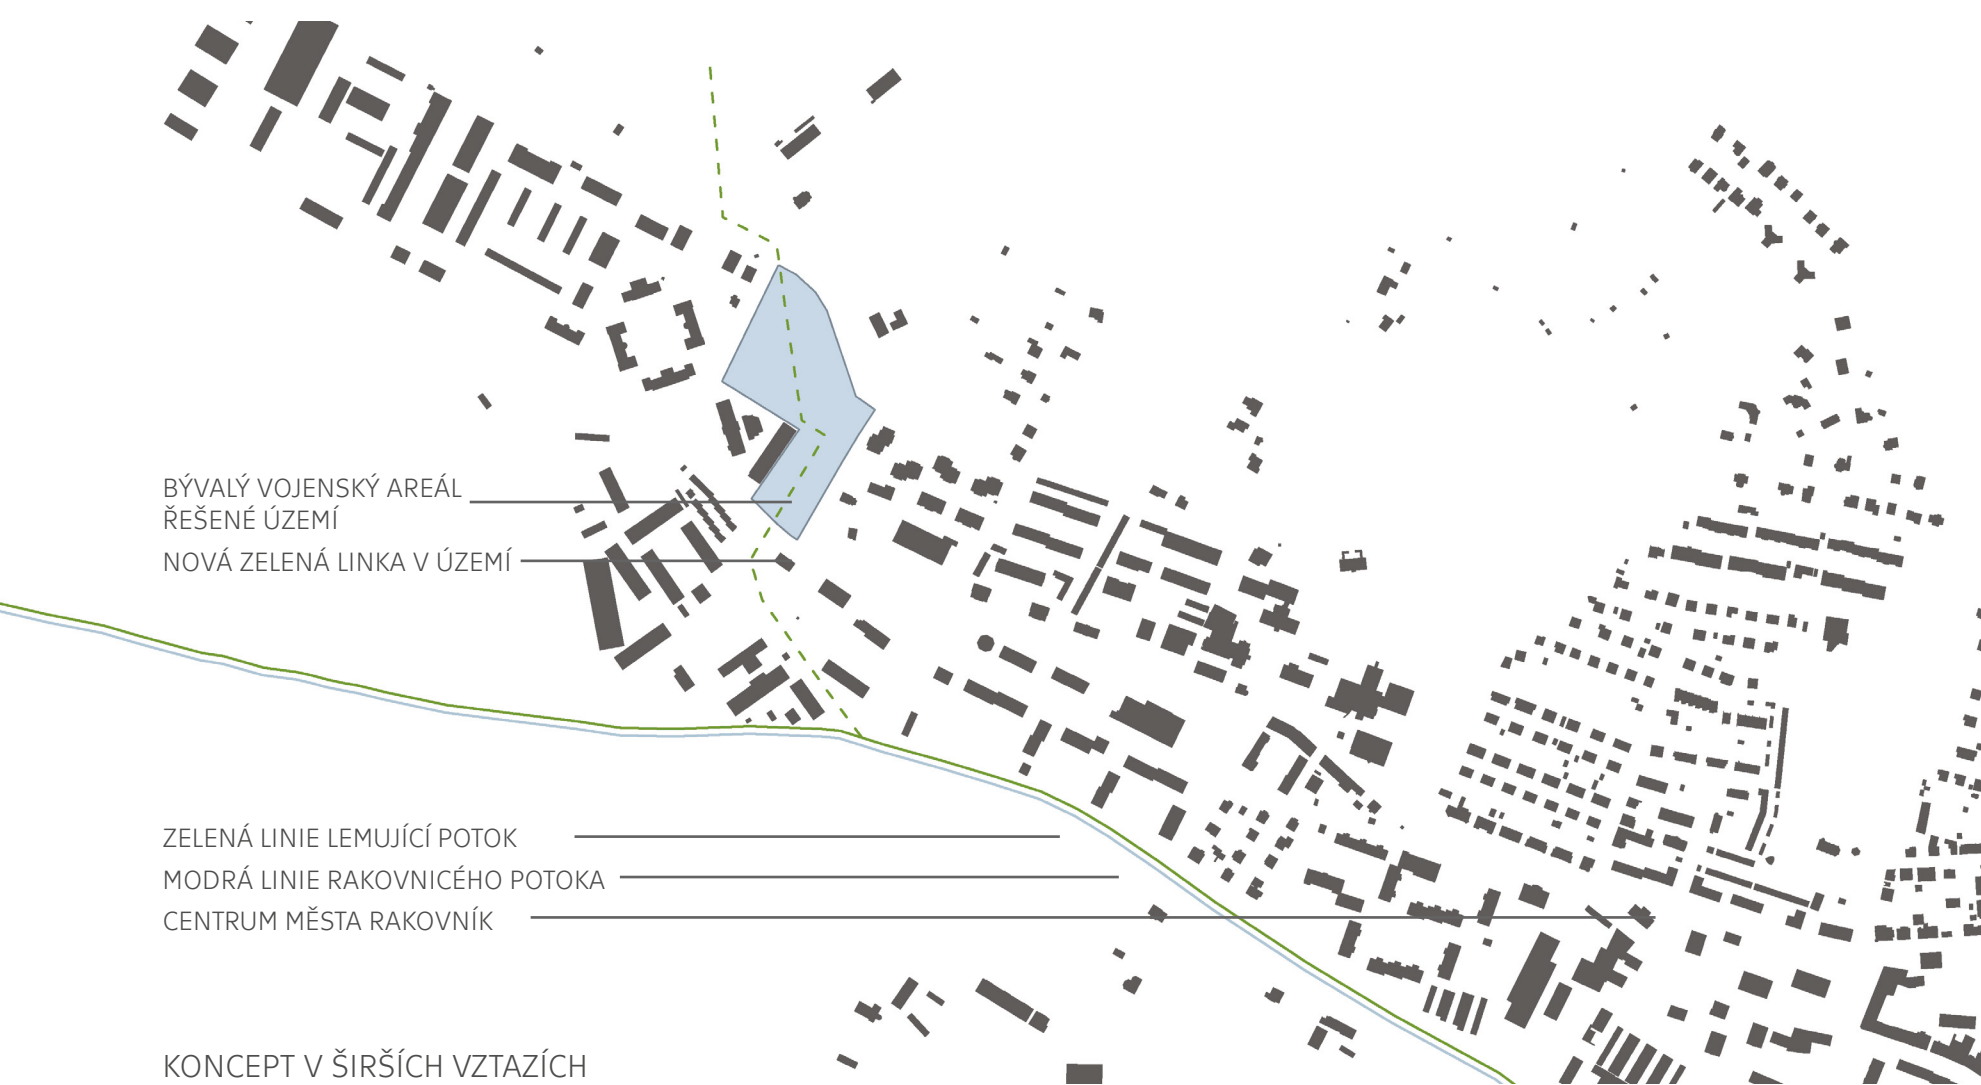 BÝVALÝ VOJENSKÝ AREÁL
ŘEŠENÉ ÚZEMÍ
NOVÁ ZELENÁ LINKA V ÚZEMÍ
ZELENÁ LINIE LEMUJÍCÍ POTOK
MODRÁ LINIE RAKOVNICÉHO POTOKA
CENTRUM MĚSTA RAKOVNÍK
KONCEPT V ŠIRŠÍCH VZTAZÍCH